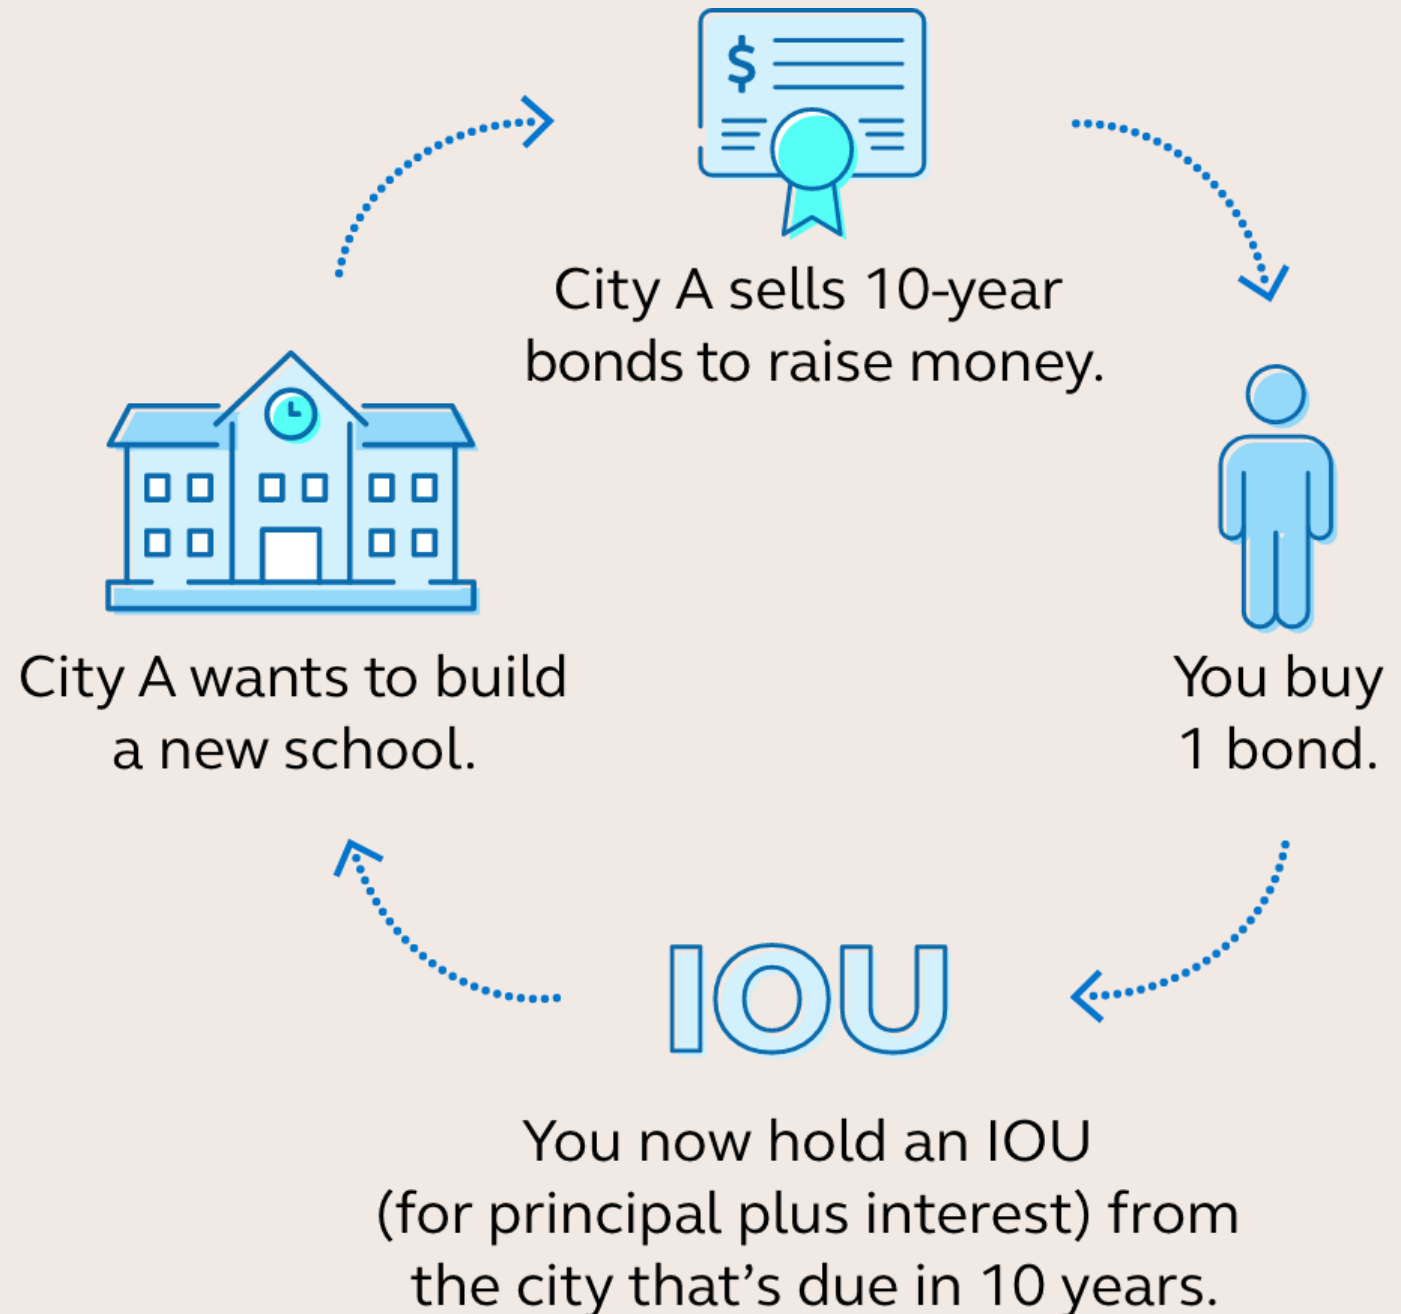 $
City A sells 10-year
bonds to raise money.
City A wants to build
a new school.
You buy
1 bond.
IOU
You now hold an IOU
(for principal plus interest) from
the city that’s due in 10 years.